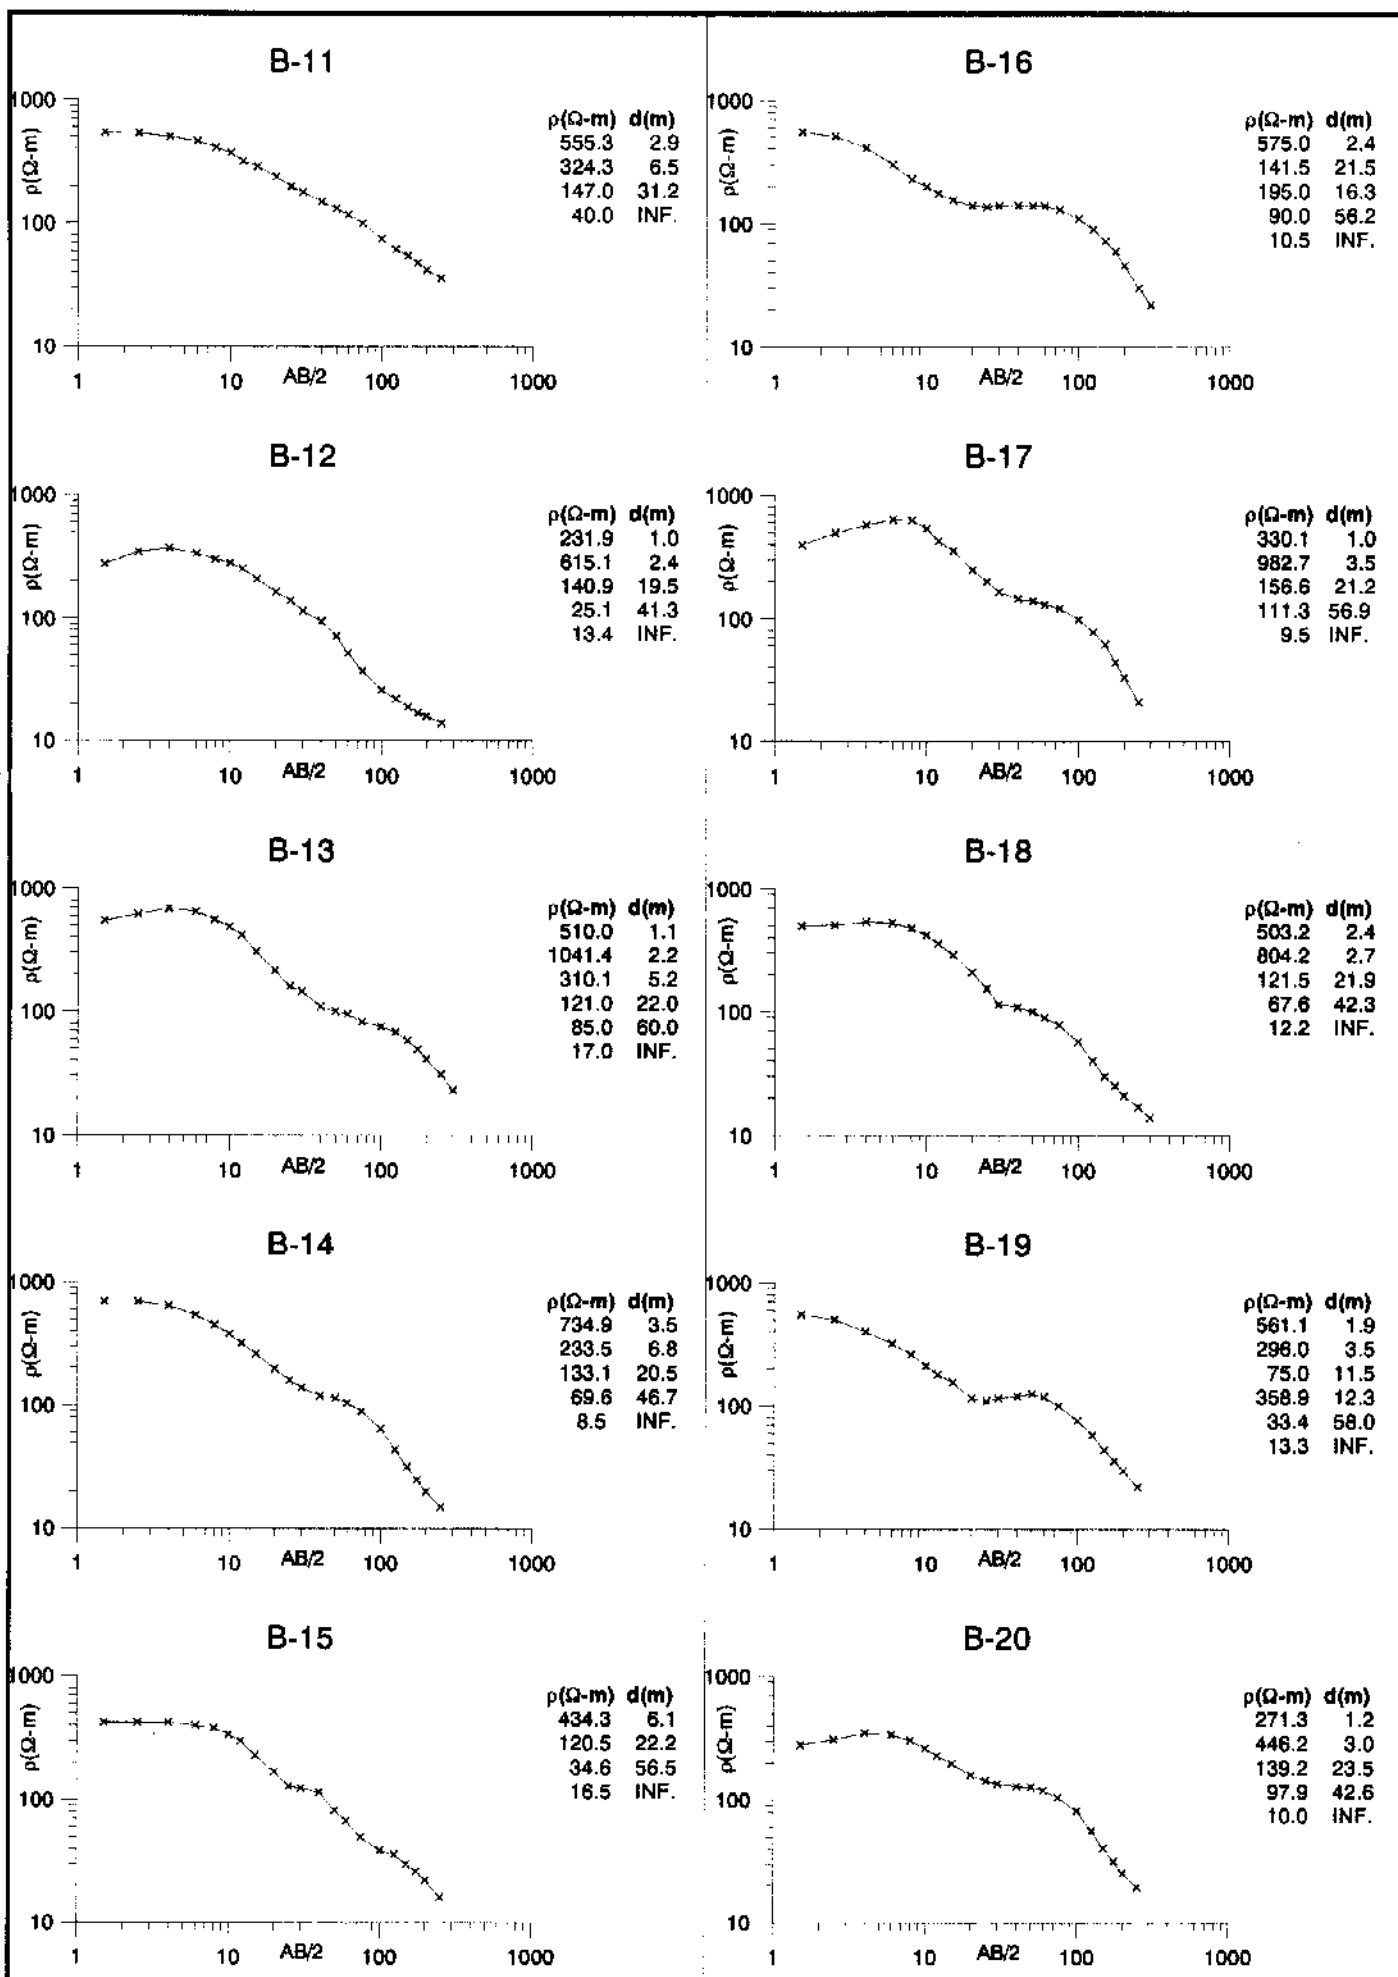 B-11
1000
100
10
ρ(Ω-m)
1 10 100 1000
AB/2
ρ(Ω-m) d(m)
555.3 2.9
324.3 6.5
147.0 31.2
40.0 INF.
B-12
1000
100
10
ρ(Ω-m)
1 10 100 1000
AB/2
ρ(Ω-m) d(m)
231.9 1.0
615.1 2.4
140.9 19.5
25.1 41.3
13.4 INF.
B-13
1000
100
10
ρ(Ω-m)
1 10 100 1000
AB/2
ρ(Ω-m) d(m)
510.0 1.1
1041.4 2.2
310.1 5.2
121.0 22.0
85.0 60.0
17.0 INF.
B-14
1000
100
10
ρ(Ω-m)
1 10 100 1000
AB/2
ρ(Ω-m) d(m)
734.9 3.5
233.5 6.8
133.1 20.5
69.6 46.7
8.5 INF.
B-15
1000
100
10
ρ(Ω-m)
1 10 100 1000
AB/2
ρ(Ω-m) d(m)
434.3 6.1
120.5 22.2
34.6 56.5
16.5 INF.
B-16
1000
100
10
ρ(Ω-m)
1 10 100 1000
AB/2
ρ(Ω-m) d(m)
575.0 2.4
141.5 21.5
195.0 16.3
90.0 56.2
10.5 INF.
B-17
1000
100
10
ρ(Ω-m)
1 10 100 1000
AB/2
ρ(Ω-m) d(m)
330.1 1.0
982.7 3.5
156.6 21.2
111.3 56.9
9.5 INF.
B-18
1000
100
10
ρ(Ω-m)
1 10 100 1000
AB/2
ρ(Ω-m) d(m)
503.2 2.4
804.2 2.7
121.5 21.9
67.6 42.3
12.2 INF.
B-19
1000
100
10
ρ(Ω-m)
1 10 100 1000
AB/2
ρ(Ω-m) d(m)
561.1 1.9
296.0 3.5
75.0 11.5
358.9 12.3
33.4 58.0
13.3 INF.
B-20
1000
100
10
ρ(Ω-m)
1 10 100 1000
AB/2
ρ(Ω-m) d(m)
271.3 1.2
446.2 3.0
139.2 23.5
97.9 42.6
10.0 INF.